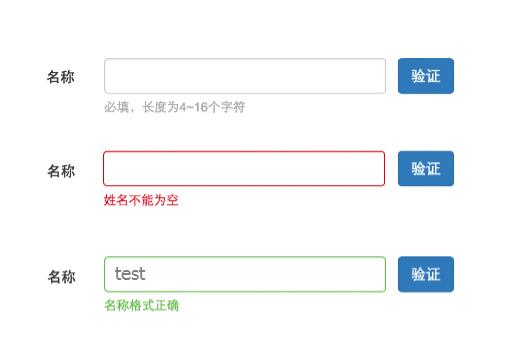 名称 验证
必填，长度为4~16个字符
名称 验证
姓名不能为空
名称 test 验证
名称格式正确